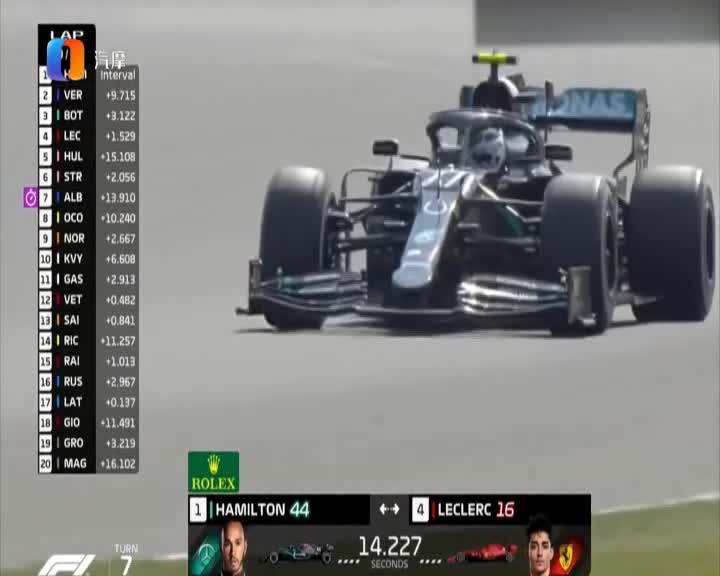 LAP
汽摩
1 Interval
2 VER +9.715
3 BOT +3.122
4 LEC +1.529
5 HUL +15.108
6 STR +2.056
7 ALB +13.910
8 OCO +10.240
9 NOR +2.667
10 KVY +6.608
11 GAS +2.913
12 VET +0.482
13 SAI +0.841
14 RIC +11.257
15 RAI +1.013
16 RUS +2.967
17 LAT +0.137
18 GIO +11.491
19 GRO +3.219
20 MAG +16.102
ROLEX
1 HAMILTON 44 4 LECLERC 16
14.227
SECONDS
F1
TURN
7